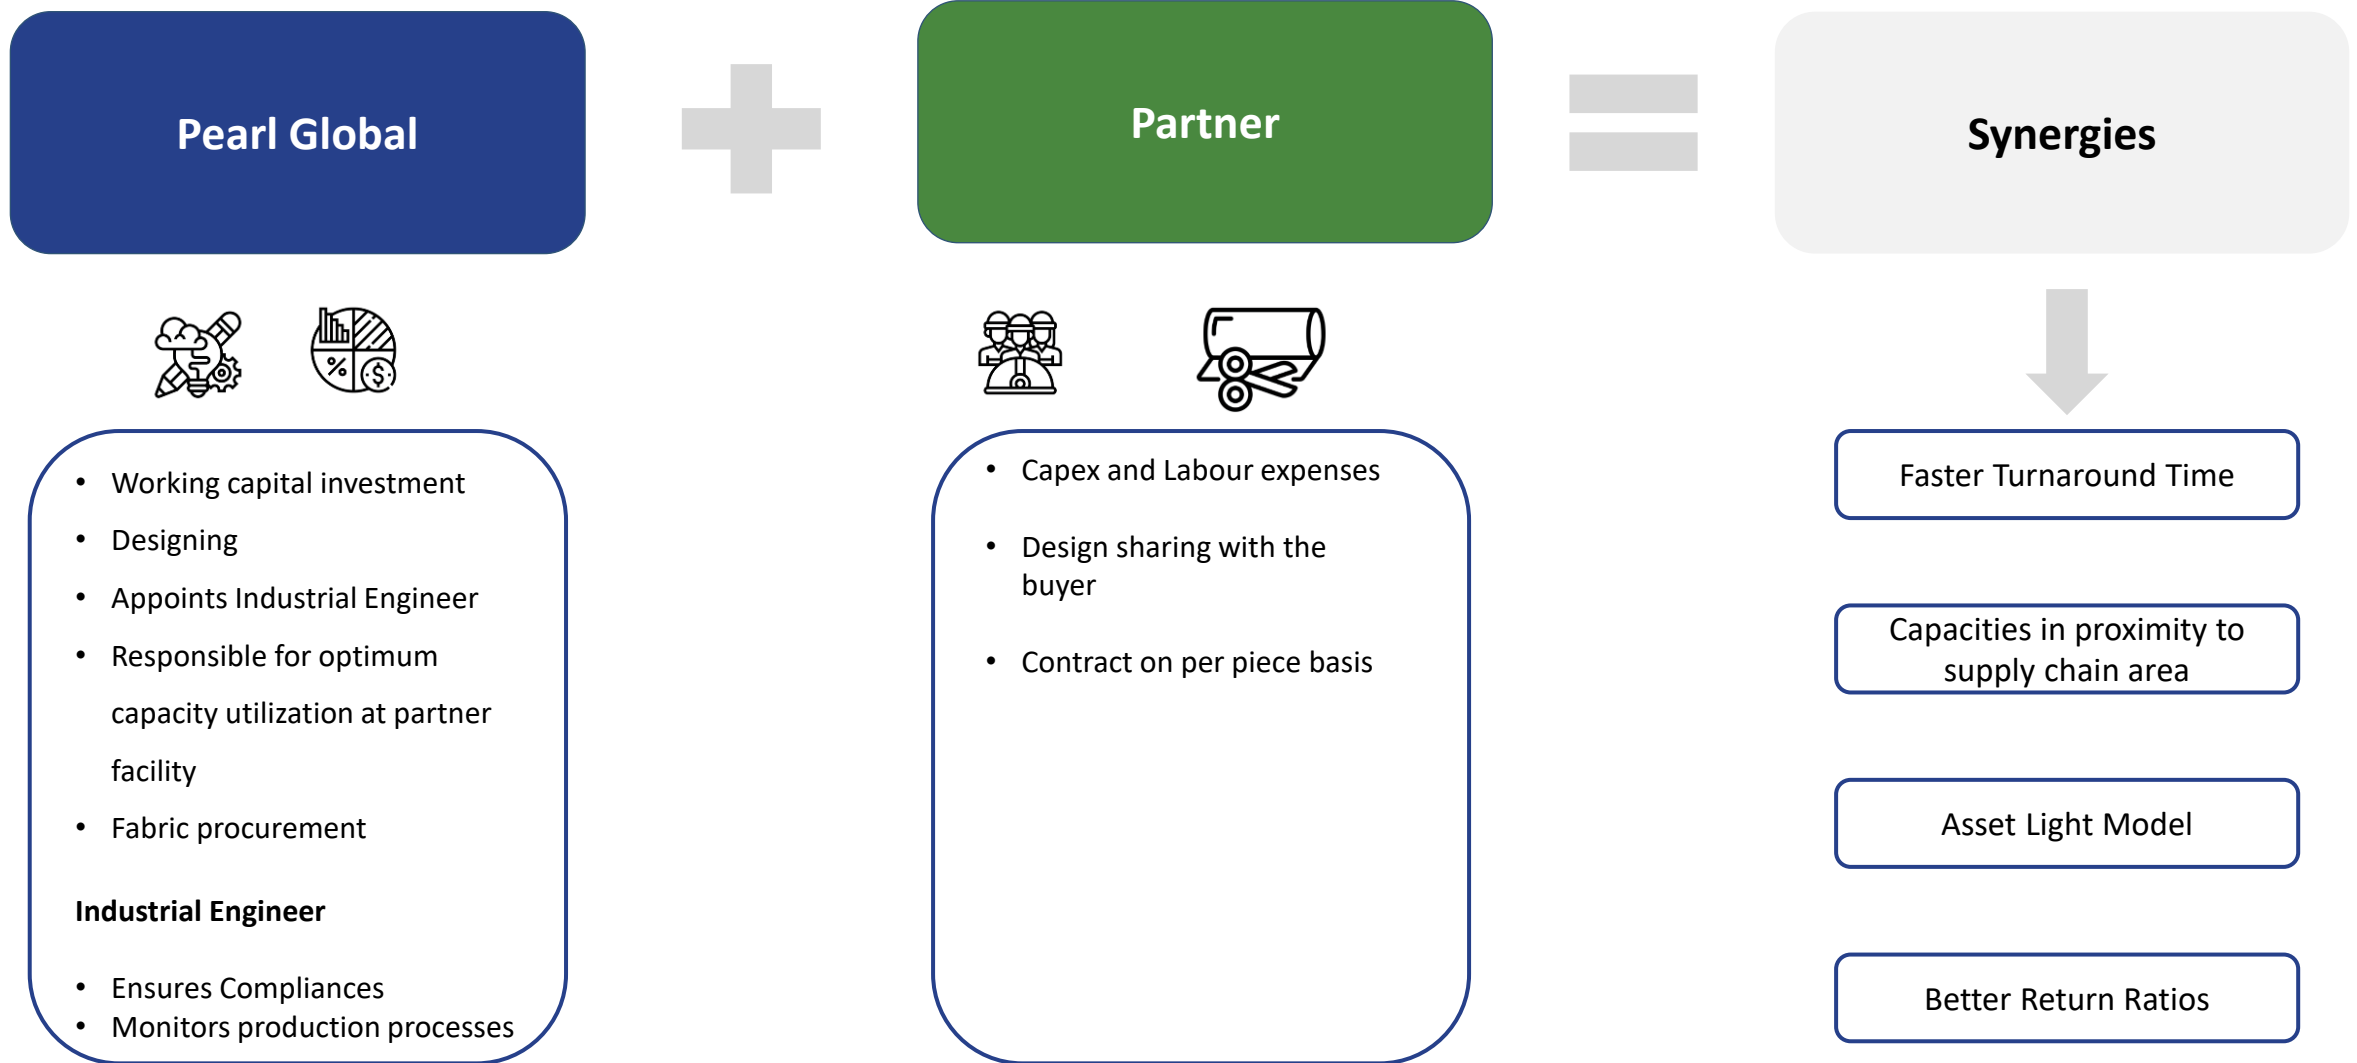 Pearl Global
Partner
Synergies
• Working capital investment
• Designing
• Appoints Industrial Engineer
• Responsible for optimum
capacity utilization at partner
facility
• Fabric procurement
Industrial Engineer
• Ensures Compliances
• Monitors production processes
• Capex and Labour expenses
• Design sharing with the
buyer
• Contract on per piece basis
Faster Turnaround Time
Capacities in proximity to
supply chain area
Asset Light Model
Better Return Ratios